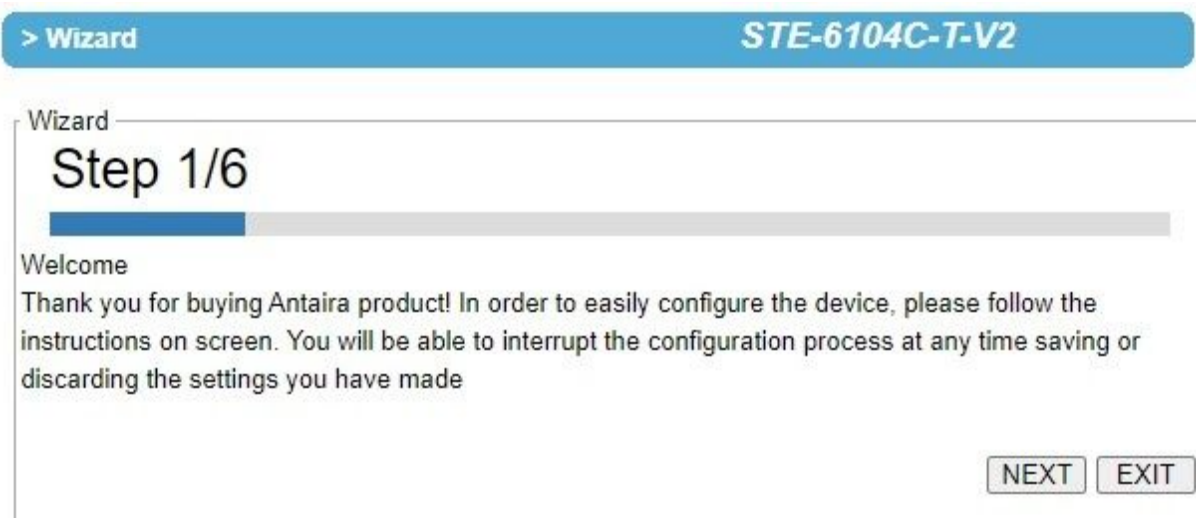 > Wizard
STE-6104C-T-V2
Wizard
Step 1/6
Welcome
Thank you for buying Antaira product! In order to easily configure the device, please follow the
instructions on screen. You will be able to interrupt the configuration process at any time saving or
discarding the settings you have made
NEXT EXIT